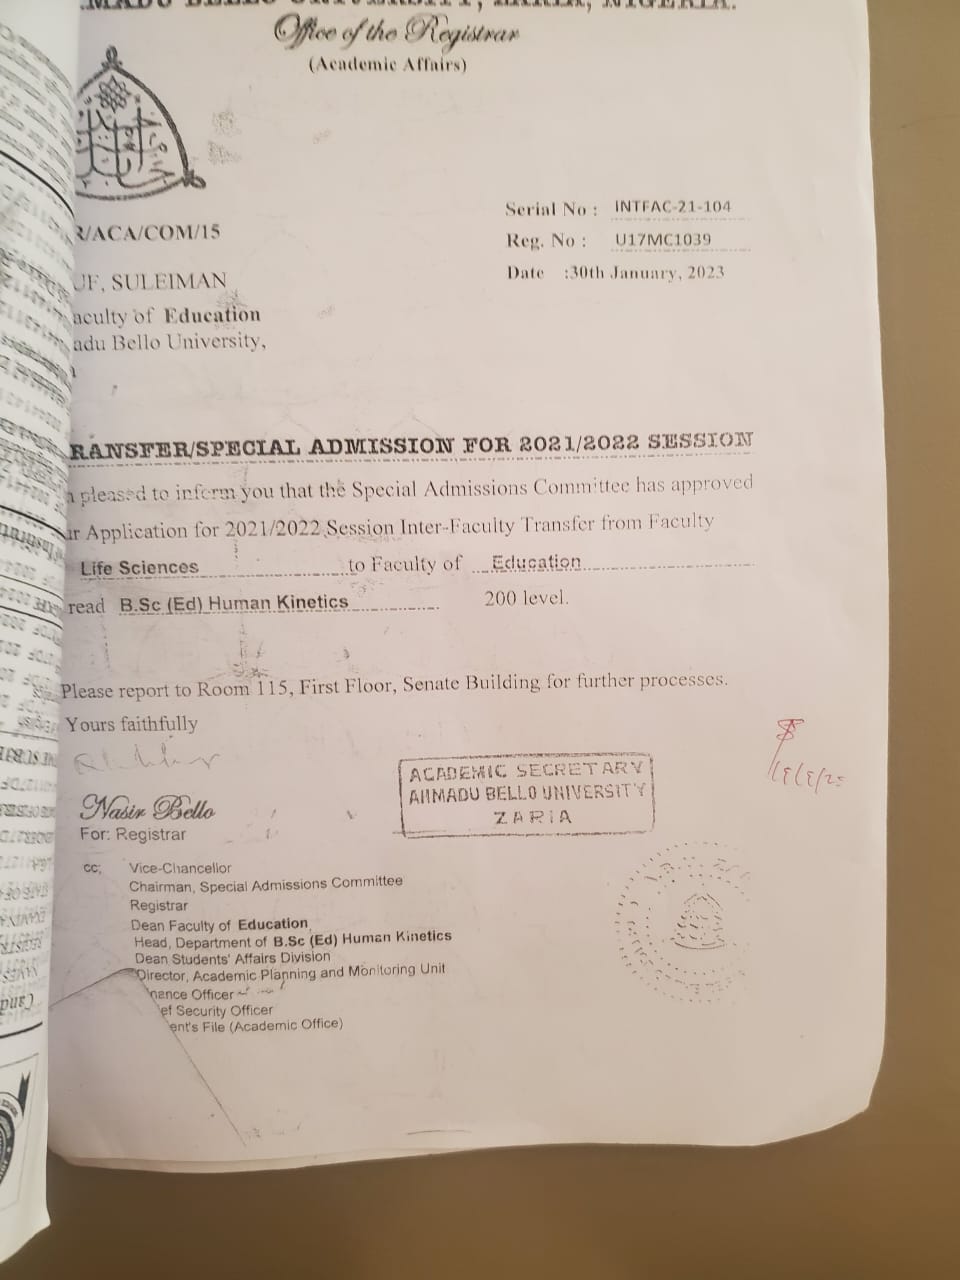 MADU BELLO UNIVERSITY, ZARIA, NIGERIA.
Office of the Registrar
(Academic Affairs)
Serial No : INTFAC-21-104
R/ACA/COM/15
Reg. No : U17MC1039
Date :30th January, 2023
UF, SULEIMAN
aculty of Education
adu Bello University,
RANSFER/SPECIAL ADMISSION FOR 2021/2022 SESSION
pleased to inform you that the Special Admissions Committee has approved
ur Application for 2021/2022 Session Inter-Faculty Transfer from Faculty
Life Sciences to Faculty of Education
read B.Sc (Ed) Human Kinetics 200 level.
Please report to Room 115, First Floor, Senate Building for further processes.
Yours faithfully
Nasir Bello
For: Registrar
ACADEMIC SECRETARY
AHMADU BELLO UNIVERSITY
ZARIA
cc; Vice-Chancellor
Chairman, Special Admissions Committee
Registrar
Dean Faculty of Education
Head, Department of B.Sc (Ed) Human Kinetics
Dean Students' Affairs Division
Director, Academic Planning and Monitoring Unit
nance Officer
ef Security Officer
ent's File (Academic Office)